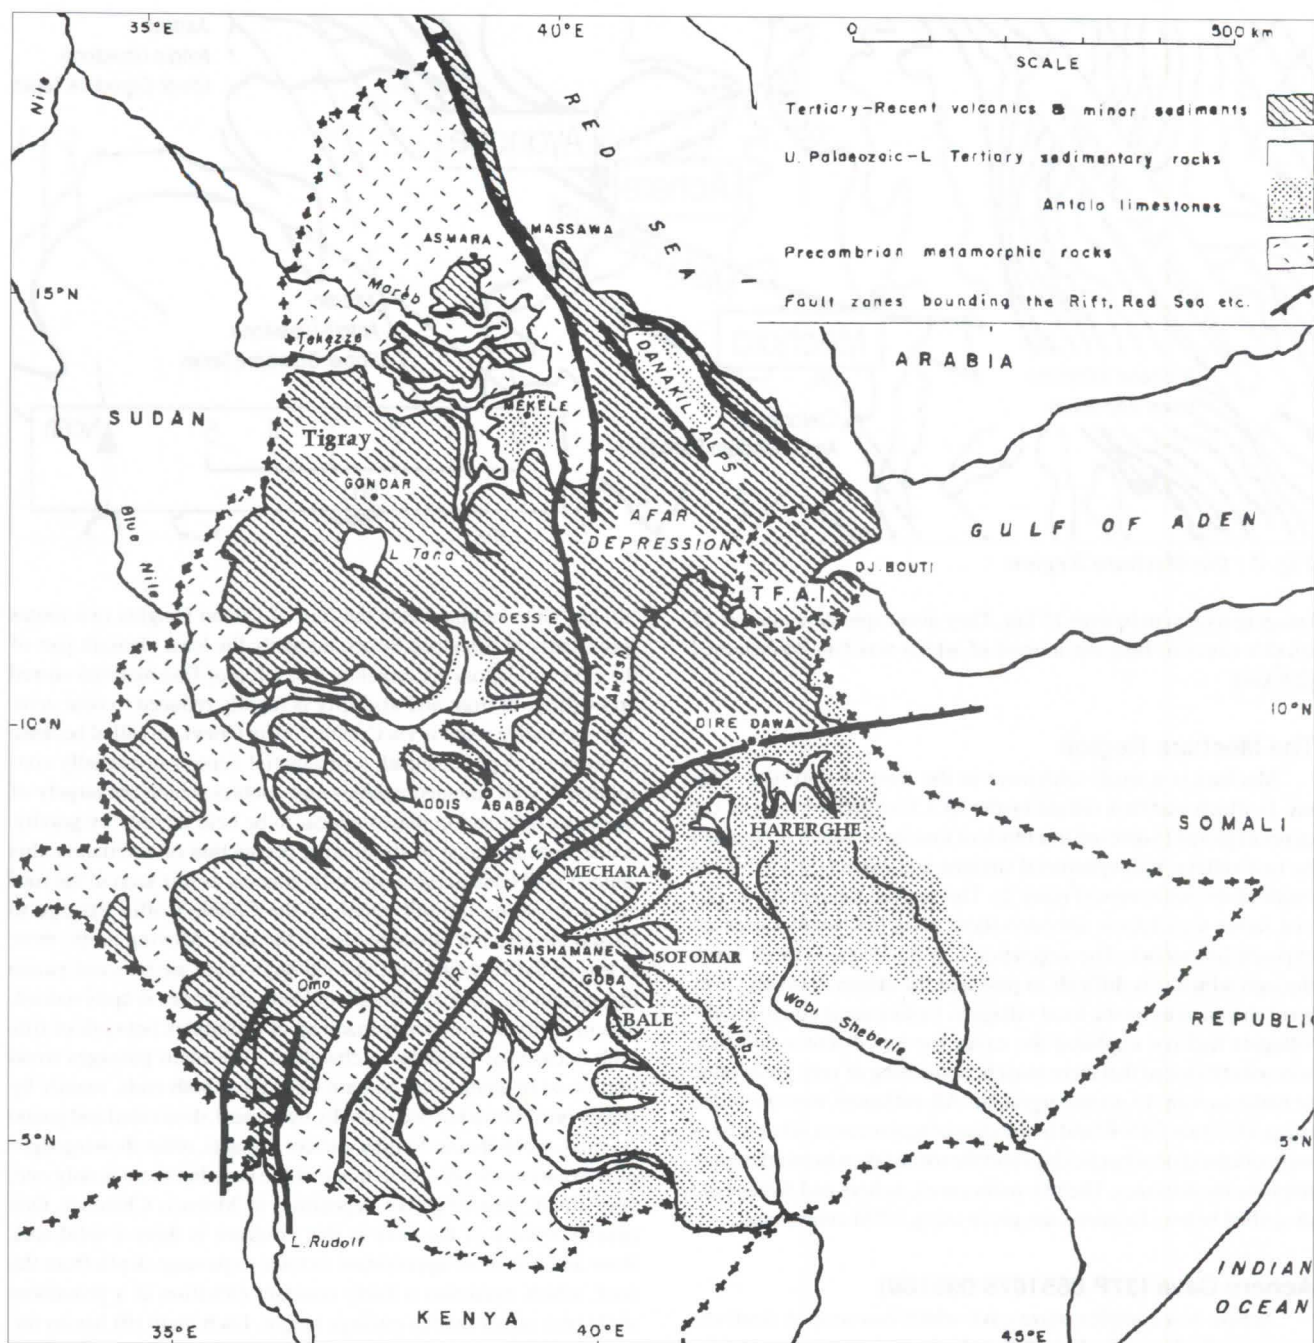 35°E
40°E
0
500 km
SCALE
Tertiary-Recent volcanics & minor sediments
U. Palaeozoic-L Tertiary sedimentary rocks
Antalo limestones
Precambrian metamorphic rocks
Fault zones bounding the Rift, Red Sea etc.
Nile
RED SEA
ASMARA
MASSAWA
15°N
Mareb
Takezze
ARABIA
DANAKIL ALPS
SUDAN
MEKELE
Tigray
GONDAR
Blue Nile
L. Tana
AFAR
DEPRESSION
GULF OF ADEN
DJ.BOUTI
T F. A. I.
DESSIE
Awash
10°N
DIRE DAWA
10°N
ADDIS ABABA
HARERGHE
SOMALI
RIFT VALLEY
MECHARA
SHASHAMANE
SOFOMAR
GOBA
Omo
BALE
Web
Wabi Shebelle
REPUBLIC
5°N
5°N
L. Rudolf
KENYA
INDIAN
OCEAN
35°E
40°E
45°E